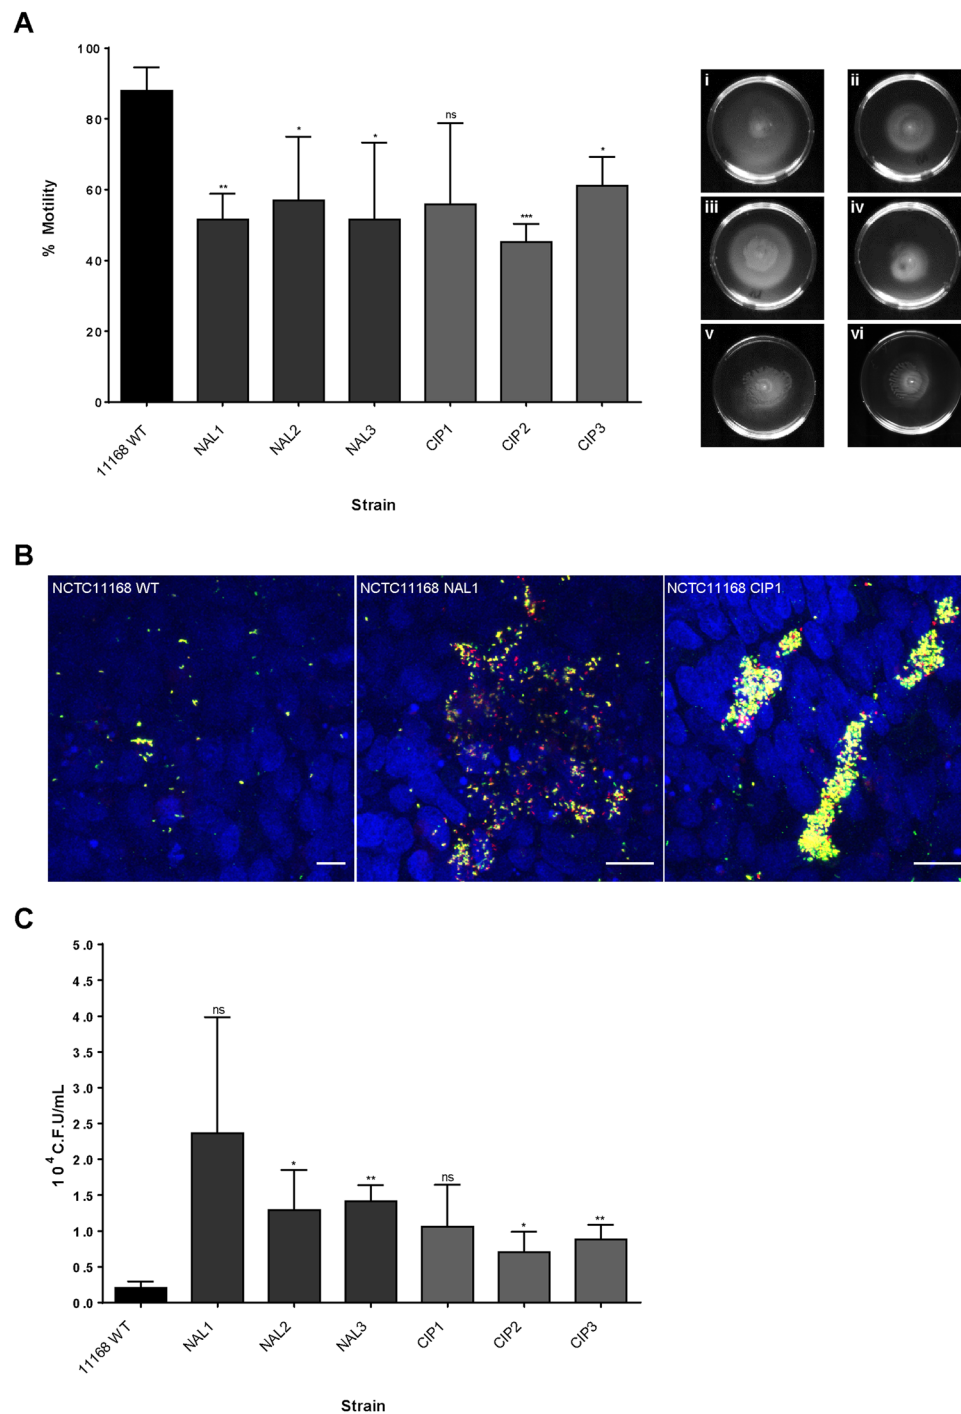 A
100
80
60
40
20
0
% Motility
**
*
*
ns
***
*
11168 WT
NAL1
NAL2
NAL3
CIP1
CIP2
CIP3
Strain
i
ii
iii
iv
v
vi
B
NCTC11168 WT
NCTC11168 NAL1
NCTC11168 CIP1
C
5.0
4.5
4.0
3.5
3.0
2.5
2.0
1.5
1.0
0.5
0.0
10⁴ C.F.U/mL
ns
*
**
ns
*
**
11168 WT
NAL1
NAL2
NAL3
CIP1
CIP2
CIP3
Strain